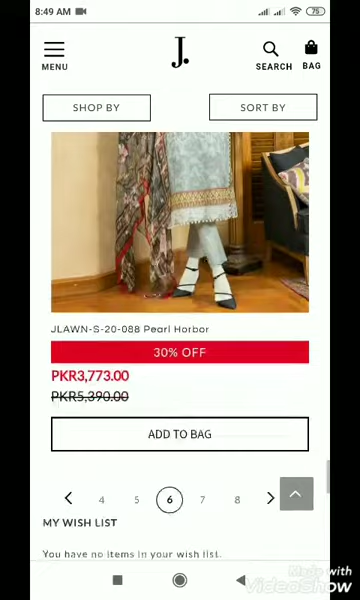 8:49 AM
75
MENU
J.
SEARCH
BAG
SHOP BY
SORT BY
JLAWN-S-20-088 Pearl Horbor
30% OFF
PKR3,773.00
PKR5,390.00
ADD TO BAG
4 5 6 7 8
MY WISH LIST
You have no items in your wish list.
Made with
VideoShow